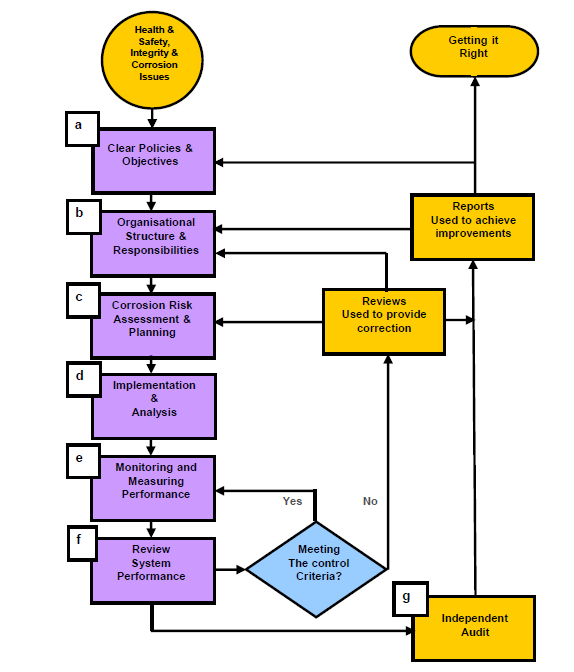 Health &
Safety,
Integrity &
Corrosion
Issues
Getting it
Right
a
Clear Policies &
Objectives
b
Organisational
Structure &
Responsibilities
Reports
Used to achieve
improvements
c
Corrosion Risk
Assessment &
Planning
Reviews
Used to provide
correction
d
Implementation
&
Analysis
e
Monitoring and
Measuring
Performance
Yes
No
f
Review
System
Performance
Meeting
The control
Criteria?
g
Independent
Audit